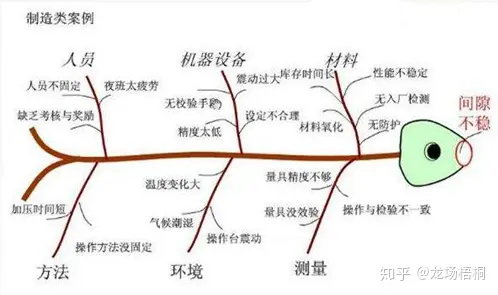 制造类案例
人员
机器设备
材料
人员不固定
夜班太疲劳
缺乏考核与奖励
震动过大
无校验手段
设定不合理
精度太低
库存时间长
性能不稳定
无入厂检测
材料氧化
无防护
间隙
不稳
加压时间短
操作方法没固定
温度变化大
气候潮湿
操作台震动
量具精度不够
量具没效验
操作与检验不一致
方法
环境
测量
知乎 @龙场梧桐